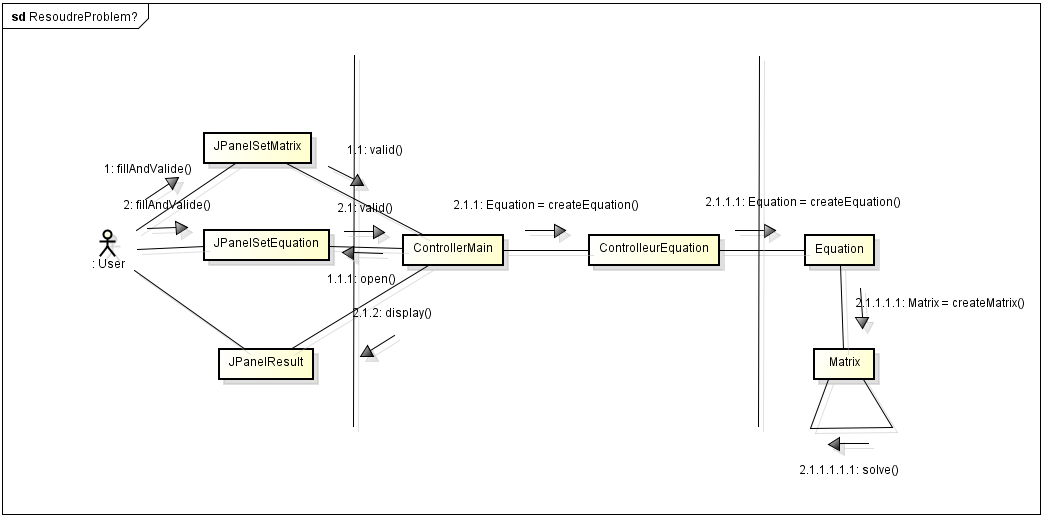 sd ResoudreProblem?
JPanelSetMatrix
1.1: valid()
1: fillAndValide()
2: fillAndValide()
2.1: valid()
2.1.1: Equation = createEquation()
2.1.1.1: Equation = createEquation()
: User
JPanelSetEquation
ControllerMain
ControlleurEquation
Equation
1.1.1: open()
2.1.1.1.1: Matrix = createMatrix()
2.1.2: display()
JPanelResult
Matrix
2.1.1.1.1.1: solve()